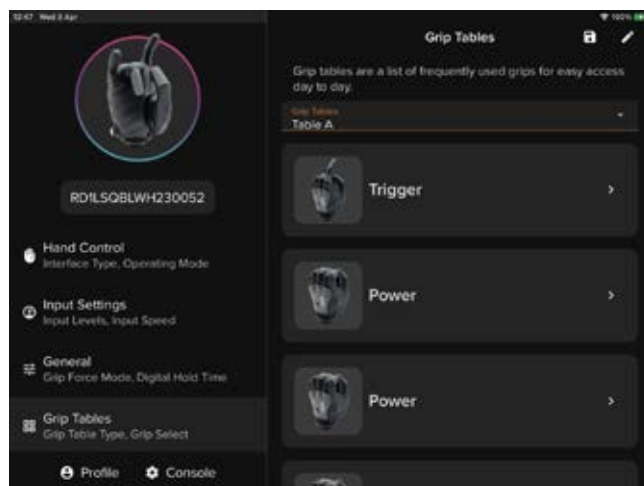 12:47 Wed 3 Apr
100%
RD1LSQBLWH230052
Hand Control
Interface Type, Operating Mode
Input Settings
Input Levels, Input Speed
General
Grip Force Mode, Digital Hold Time
Grip Tables
Grip Table Type, Grip Select
Profile
Console
Grip Tables
Grip tables are a list of frequently used grips for easy access
day to day.
Grip Tables
Table A
Trigger
Power
Power